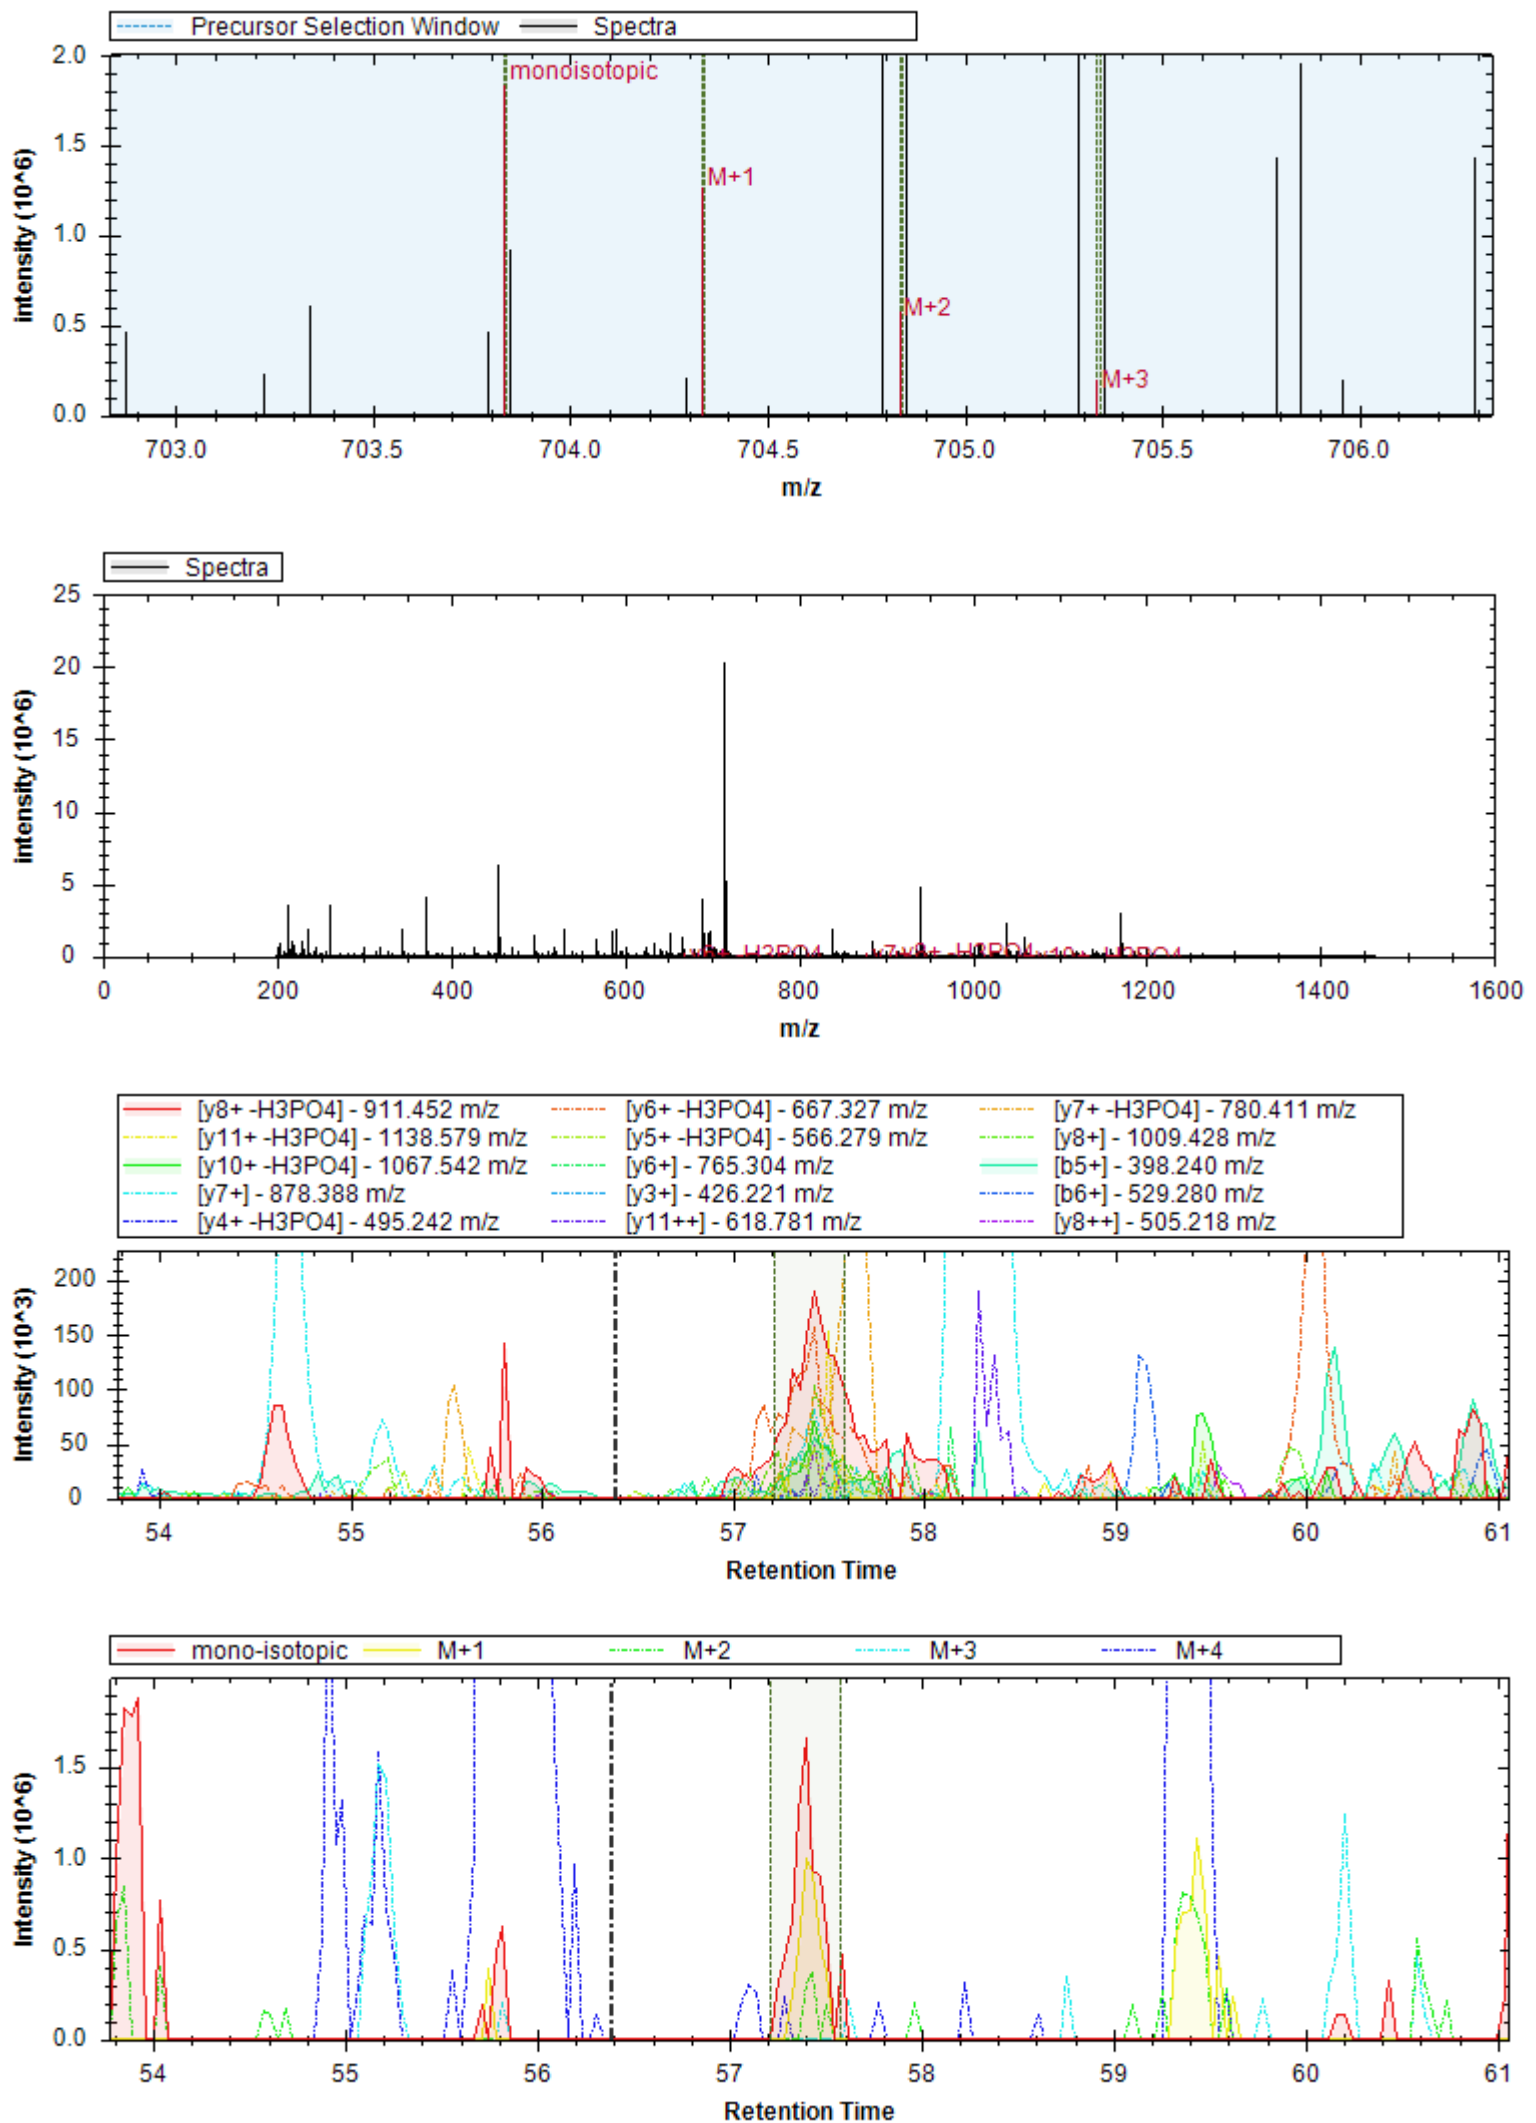 Precursor Selection Window Spectra
2.0
1.5
1.0
0.5
0.0
intensity (10^6)
monoisotopic
M+1
M+2
M+3
703.0 703.5 704.0 704.5 705.0 705.5 706.0
m/z
Spectra
25
20
15
10
5
0
intensity (10^6)
0 200 400 600 800 1000 1200 1400 1600
m/z
[y8+ -H3PO4] - 911.452 m/z [y6+ -H3PO4] - 667.327 m/z [y7+ -H3PO4] - 780.411 m/z
[y11+ -H3PO4] - 1138.579 m/z [y5+ -H3PO4] - 566.279 m/z [y8+] - 1009.428 m/z
[y10+ -H3PO4] - 1067.542 m/z [y6+] - 765.304 m/z [b5+] - 398.240 m/z
[y7+] - 878.388 m/z [y3+] - 426.221 m/z [b6+] - 529.280 m/z
[y4+ -H3PO4] - 495.242 m/z [y11++] - 618.781 m/z [y8++] - 505.218 m/z
200
150
100
50
0
Intensity (10^3)
54 55 56 57 58 59 60 61
Retention Time
mono-isotopic M+1 M+2 M+3 M+4
1.5
1.0
0.5
0.0
Intensity (10^6)
54 55 56 57 58 59 60 61
Retention Time